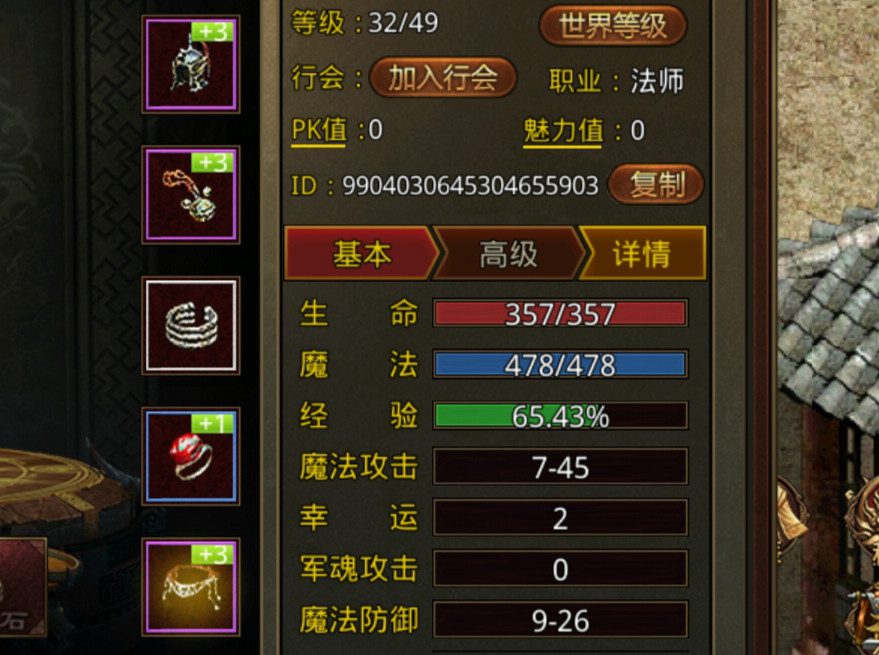 +3
等级：32/49 世界等级
行会：加入行会 职业：法师
PK值：0 魅力值：0
+3
ID：9904030645304655903 复制
基本 高级 详情
生命 357/357
魔法 478/478
经验 65.43%
+1
魔法攻击 7-45
幸运 2
军魂攻击 0
+3
魔法防御 9-26
石